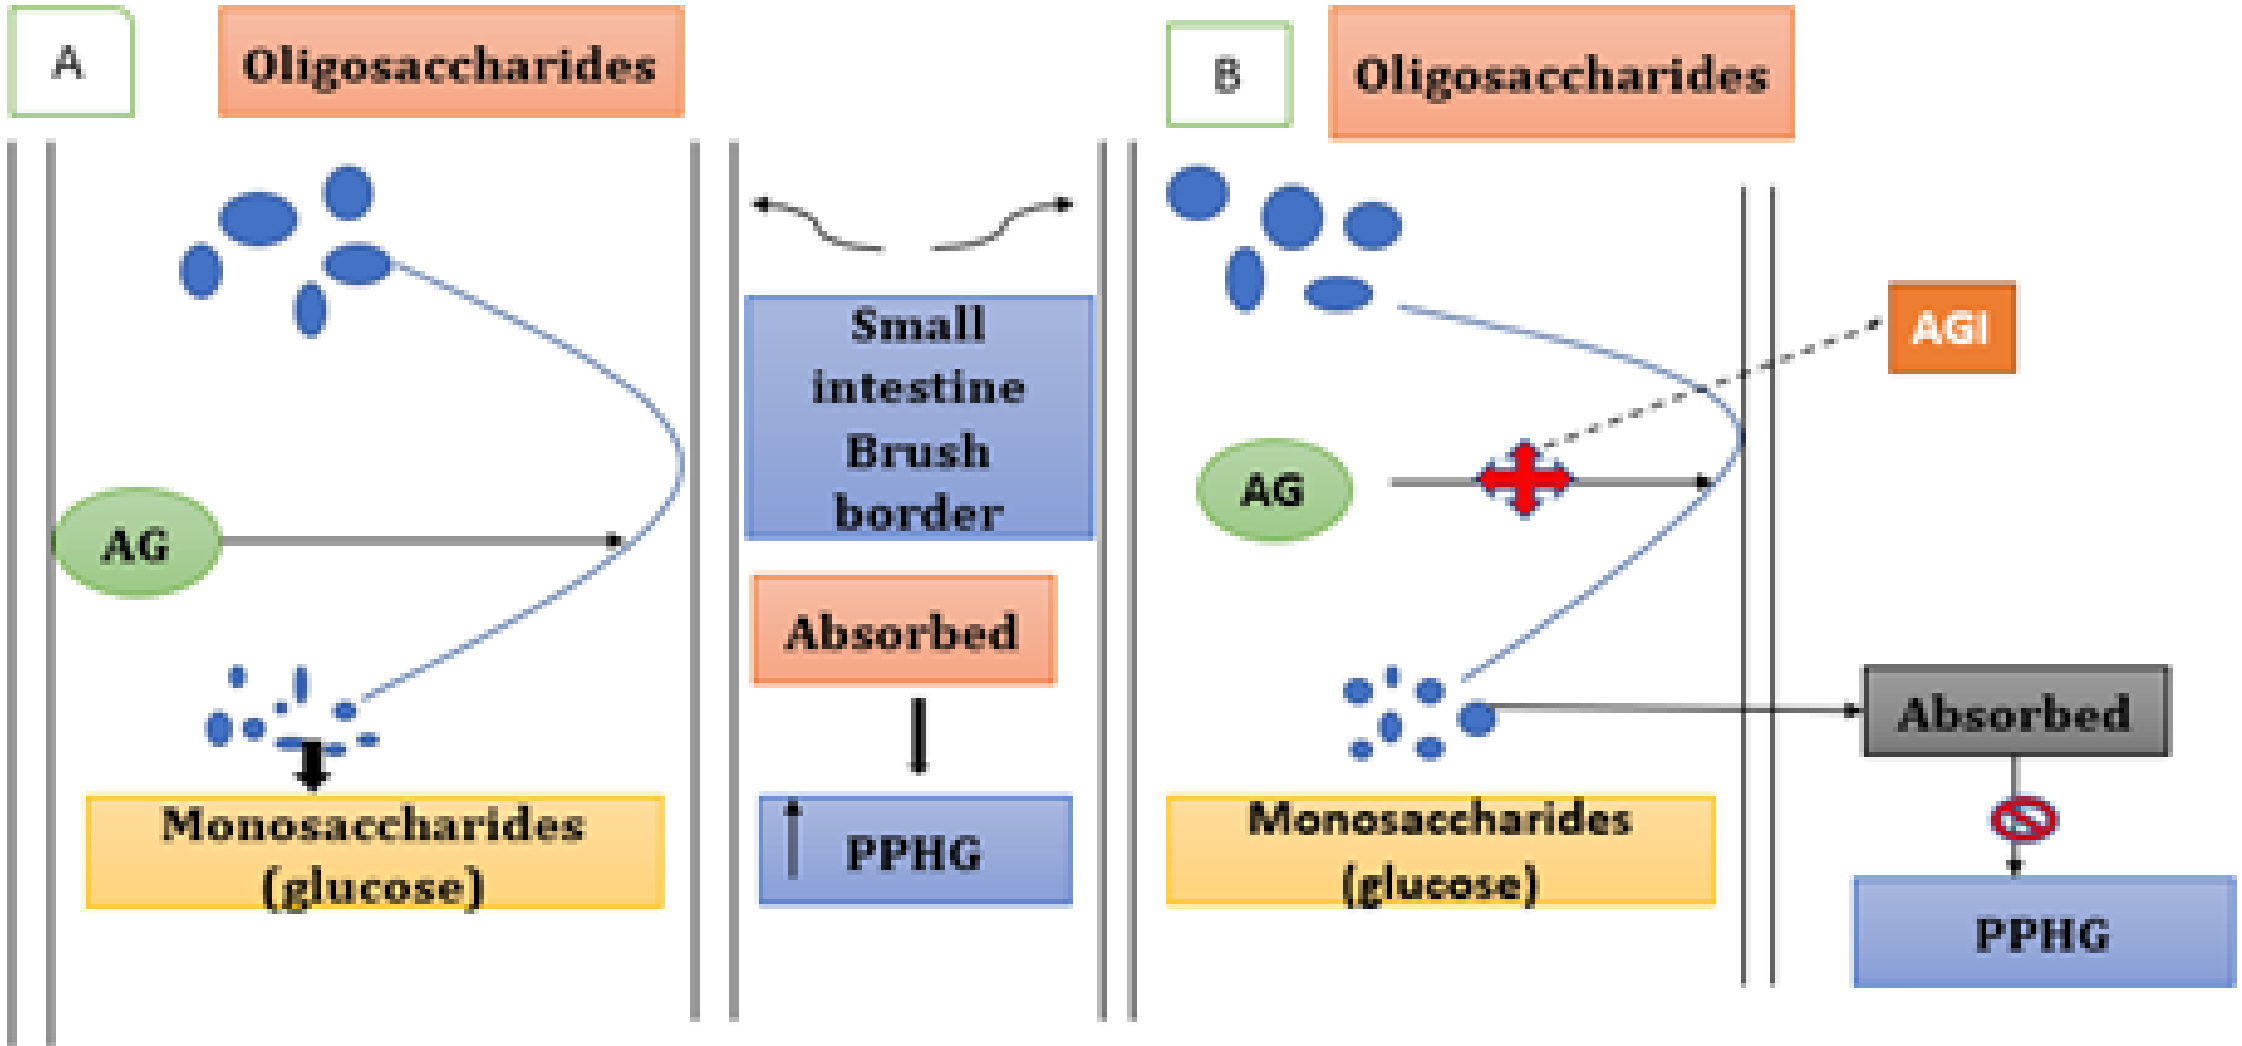 A
Oligosaccharides
AG
Monosaccharides
(glucose)
Small
intestine
Brush
border
Absorbed
PPHG
B
Oligosaccharides
AGI
AG
Absorbed
Monosaccharides
(glucose)
PPHG